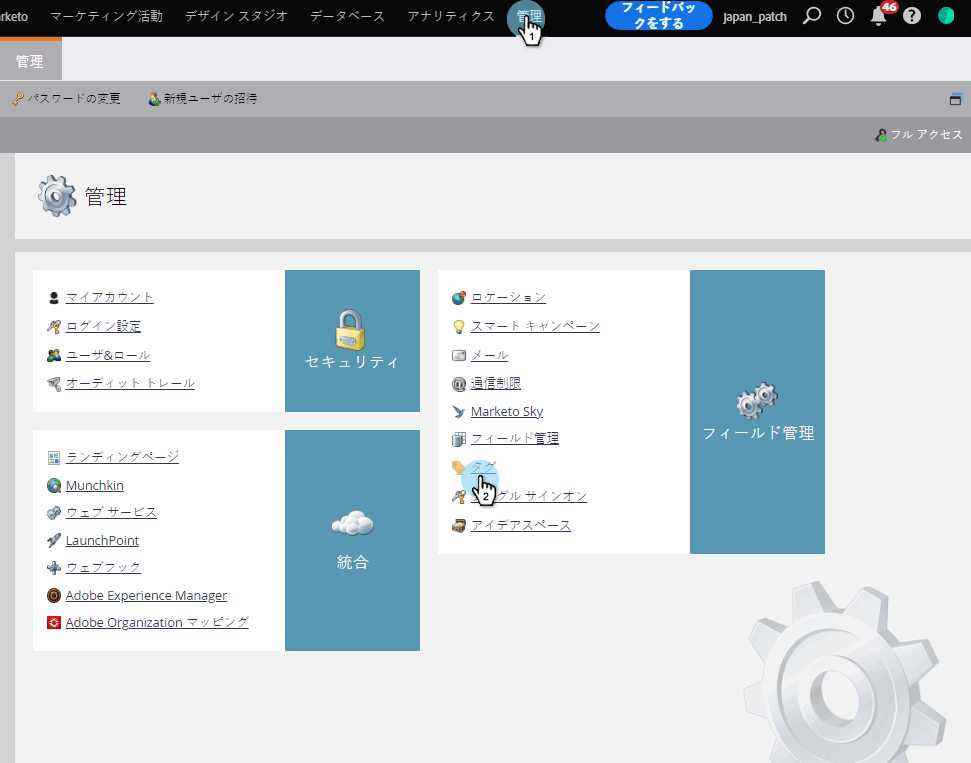 rketo マーケティング活動 デザイン スタジオ データベース アナリティクス 管理 フィードバッ
クをする japan_patch 46
1
管理
パスワードの変更 新規ユーザの招待
フル アクセス
管理
マイアカウント
ログイン設定
ユーザ&ロール
オーディット トレール
セキュリティ
ロケーション
スマート キャンペーン
メール
通信制限
Marketo Sky
フィールド管理
タグ
2
グル サインオン
アイデアスペース
フィールド管理
ランディングページ
Munchkin
ウェブ サービス
LaunchPoint
ウェブフック
Adobe Experience Manager
Adobe Organization マッピング
統合